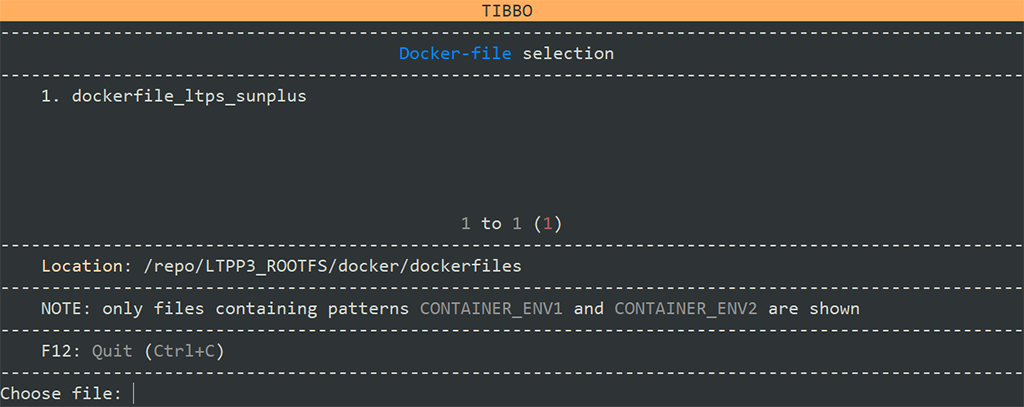 TIBBO
Docker-file selection
1. dockerfile_ltps_sunplus
1 to 1 (1)
Location: /repo/LTPP3_ROOTFS/docker/dockerfiles
NOTE: only files containing patterns CONTAINER_ENV1 and CONTAINER_ENV2 are shown
F12: Quit (Ctrl+C)
Choose file: